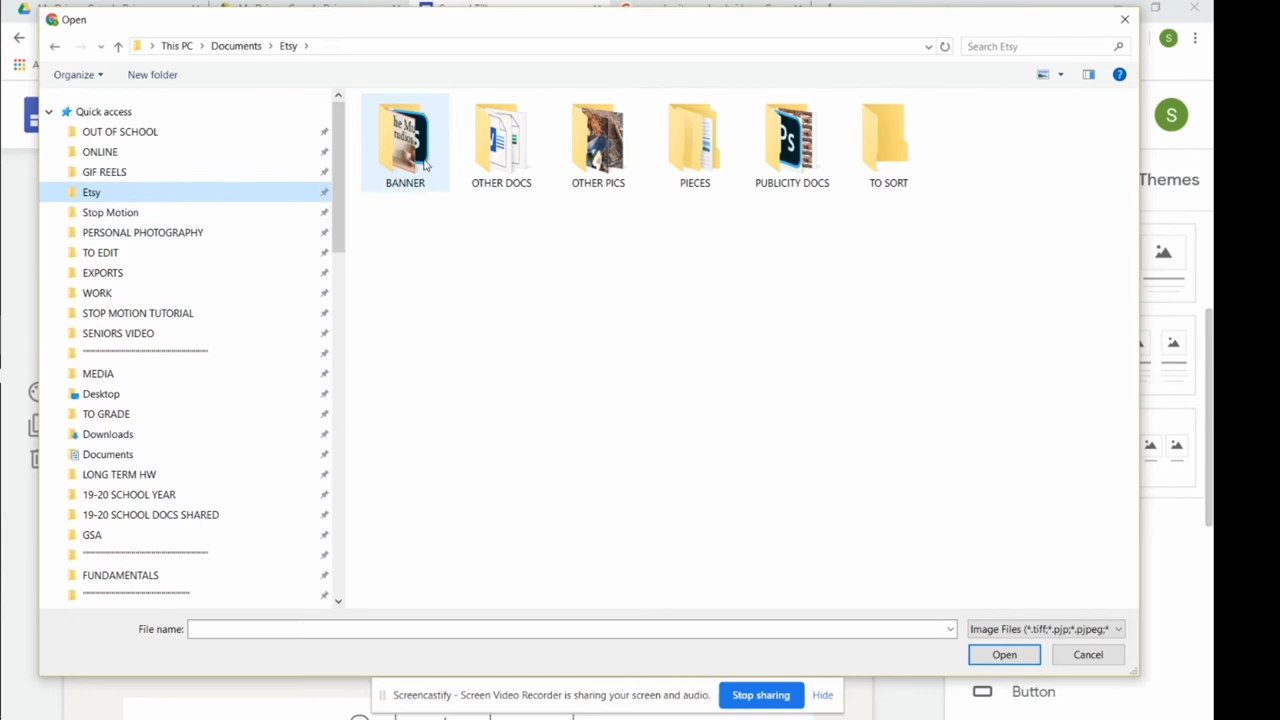 Open
This PC > Documents > Etsy >
Search Etsy
Organize
New folder
Quick access
OUT OF SCHOOL
ONLINE
GIF REELS
Etsy
Stop Motion
PERSONAL PHOTOGRAPHY
TO EDIT
EXPORTS
WORK
STOP MOTION TUTORIAL
SENIORS VIDEO
MEDIA
Desktop
TO GRADE
Downloads
Documents
LONG TERM HW
19-20 SCHOOL YEAR
19-20 SCHOOL DOCS SHARED
GSA
FUNDAMENTALS
BANNER
OTHER DOCS
OTHER PICS
PIECES
PUBLICITY DOCS
TO SORT
Ps
S
S
Themes
File name:
Image Files (*.tiff;*.pjp;*.pjpeg;*
Open
Cancel
Screencastify - Screen Video Recorder is sharing your screen and audio.
Stop sharing
Hide
Button